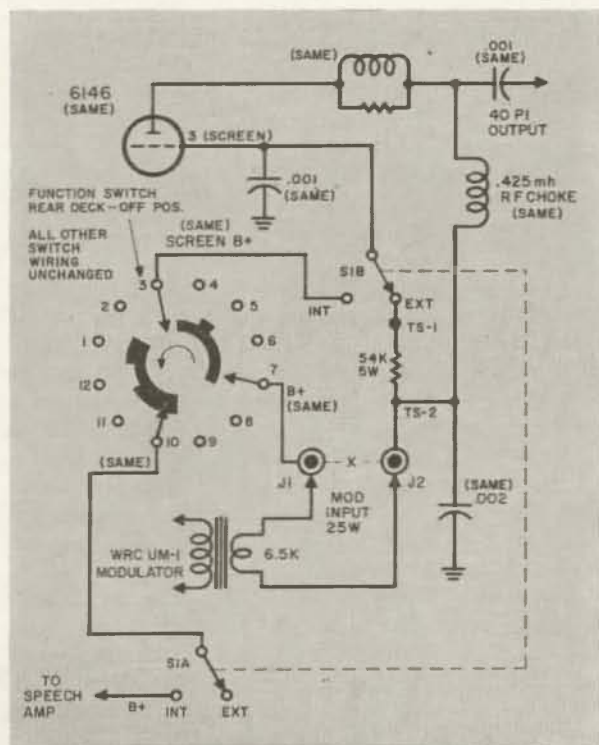 (SAME)
.001
(SAME)
6146
(SAME)
40 PI
OUTPUT
3 (SCREEN)
.001
(SAME)
.425mh
RF CHOKE
(SAME)
FUNCTION SWITCH
REAR DECK-OFF POS.
ALL OTHER
SWITCH
WIRING
UNCHANGED
(SAME)
SCREEN B+
S1B
INT
EXT
TS-1
3
4
2
5
1
6
7
12
11
8
10
9
B+
(SAME)
54K
5W
TS-2
(SAME)
J1
X
J2
MOD
INPUT
25W
(SAME)
.002
WRC UM-1
MODULATOR
6.5K
S1A
TO
SPEECH
AMP
B+
INT
EXT